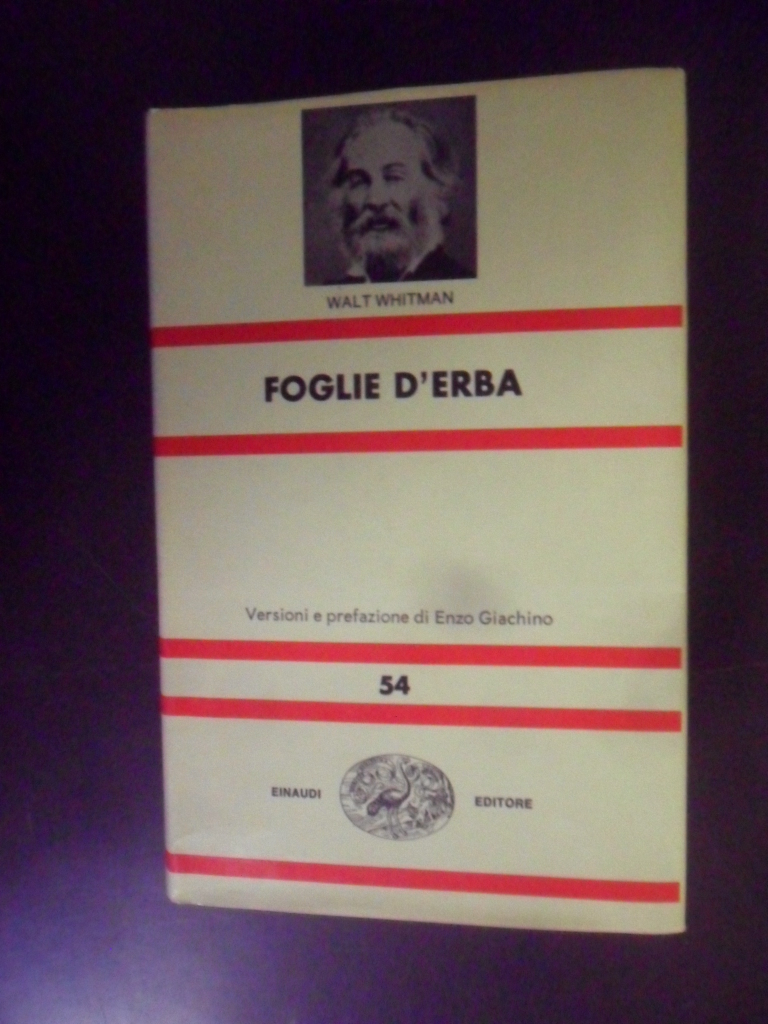 WALT WHITMAN
FOGLIE D'ERBA
Versioni e prefazione di Enzo Giachino
54
EINAUDI EDITORE